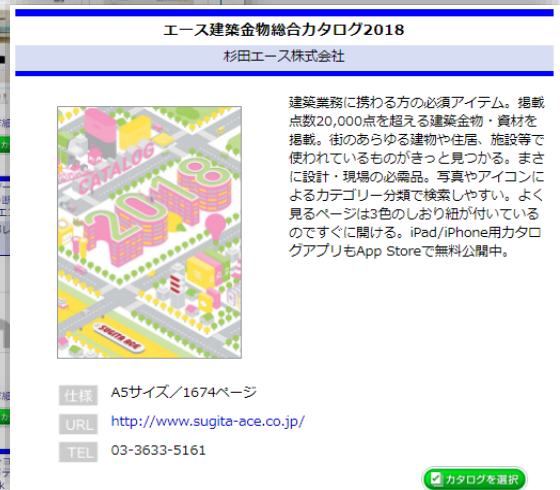 エース建築金物総合カタログ2018
杉田エース株式会社
建築業務に携わる方の必須アイテム。掲載
点数20,000点を超える建築金物・資材を
掲載。街のあらゆる建物や住居、施設等で
使われているものがきっと見つかる。まさ
に設計・現場の必需品。写真やアイコンに
よるカテゴリー分類で検索しやすい。よく
見るページは3色のしおり紐が付いている
のですぐに開ける。iPad/iPhone用カタロ
グアプリもApp Storeで無料公開中。
CATALOG
2018
SUGITA ACE
仕様 A5サイズ／1674ページ
URL http://www.sugita-ace.co.jp/
TEL 03-3633-5161
カタログを選択